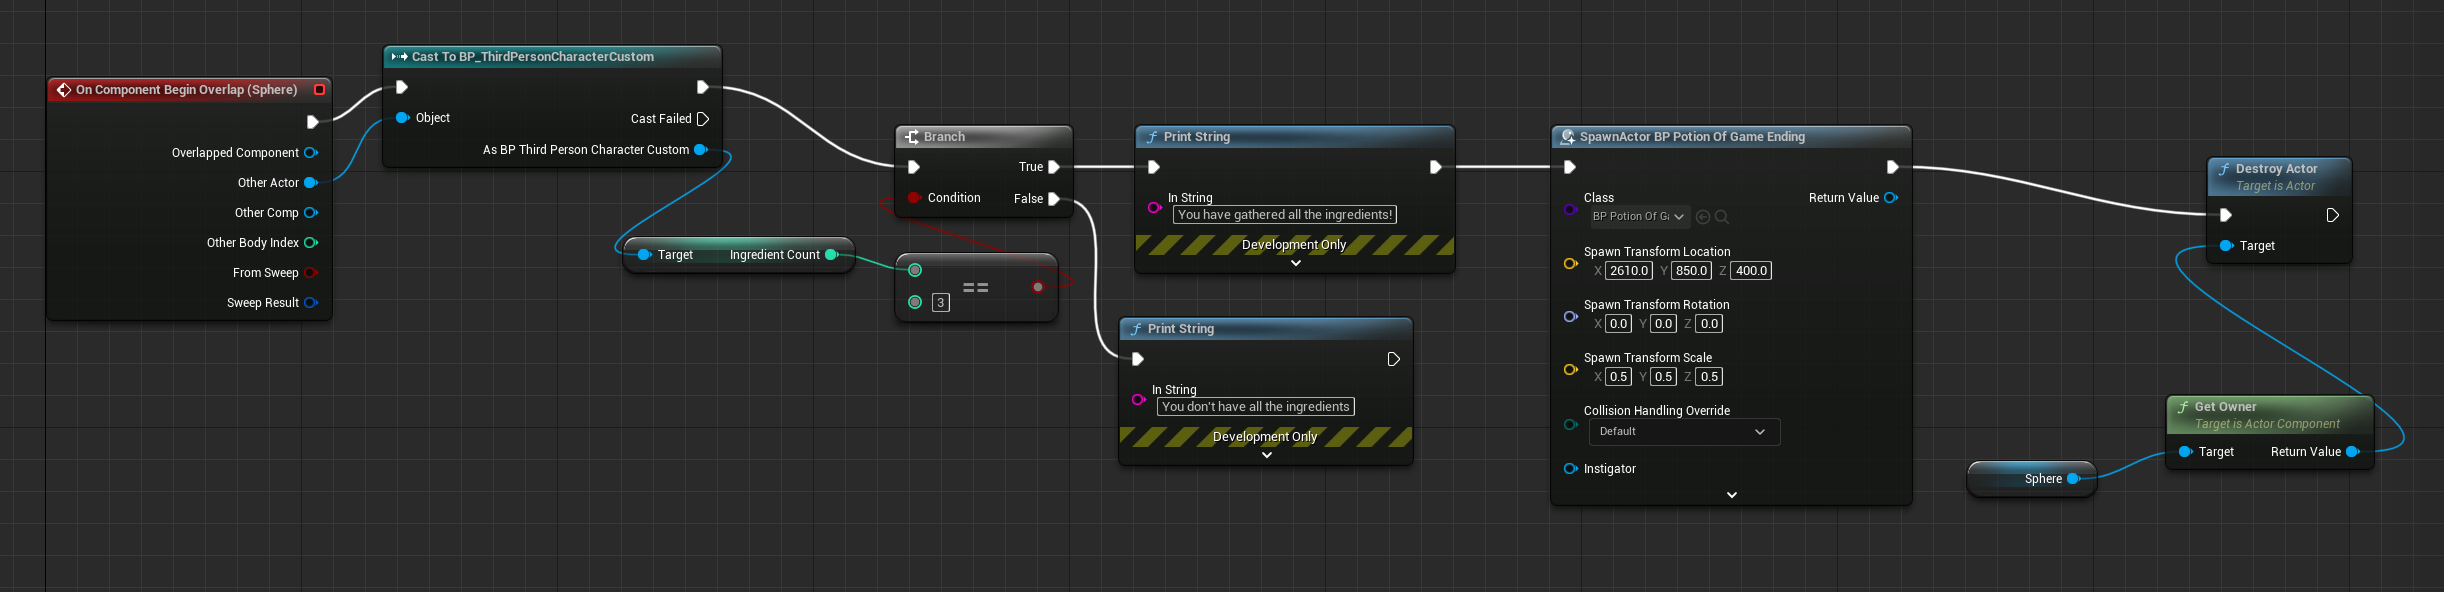 On Component Begin Overlap (Sphere)
Overlapped Component
Other Actor
Other Comp
Other Body Index
From Sweep
Sweep Result
Cast To BP_ThirdPersonCharacterCustom
Object
Cast Failed
As BP Third Person Character Custom
Target Ingredient Count
Branch
True
Condition False
==
3
Print String
In String
You have gathered all the ingredients!
Development Only
Print String
In String
You don't have all the ingredients
Development Only
SpawnActor BP Potion Of Game Ending
Class Return Value
BP Potion Of G
Spawn Transform Location
X 2610.0 Y 850.0 Z 400.0
Spawn Transform Rotation
X 0.0 Y 0.0 Z 0.0
Spawn Transform Scale
X 0.5 Y 0.5 Z 0.5
Collision Handling Override
Default
Instigator
Destroy Actor
Target is Actor
Target
Get Owner
Target is Actor Component
Target Return Value
Sphere